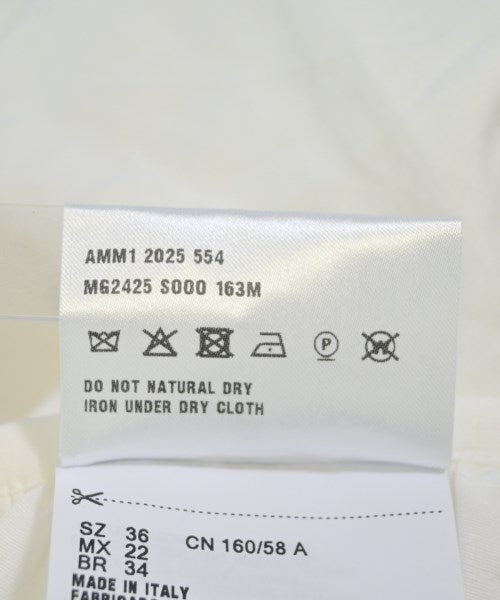 AMM1 2025 554
MG2425 S000 163M
P
W
DO NOT NATURAL DRY
IRON UNDER DRY CLOTH
SZ 36
MX 22
BR 34
CN 160/58 A
MADE IN ITALY